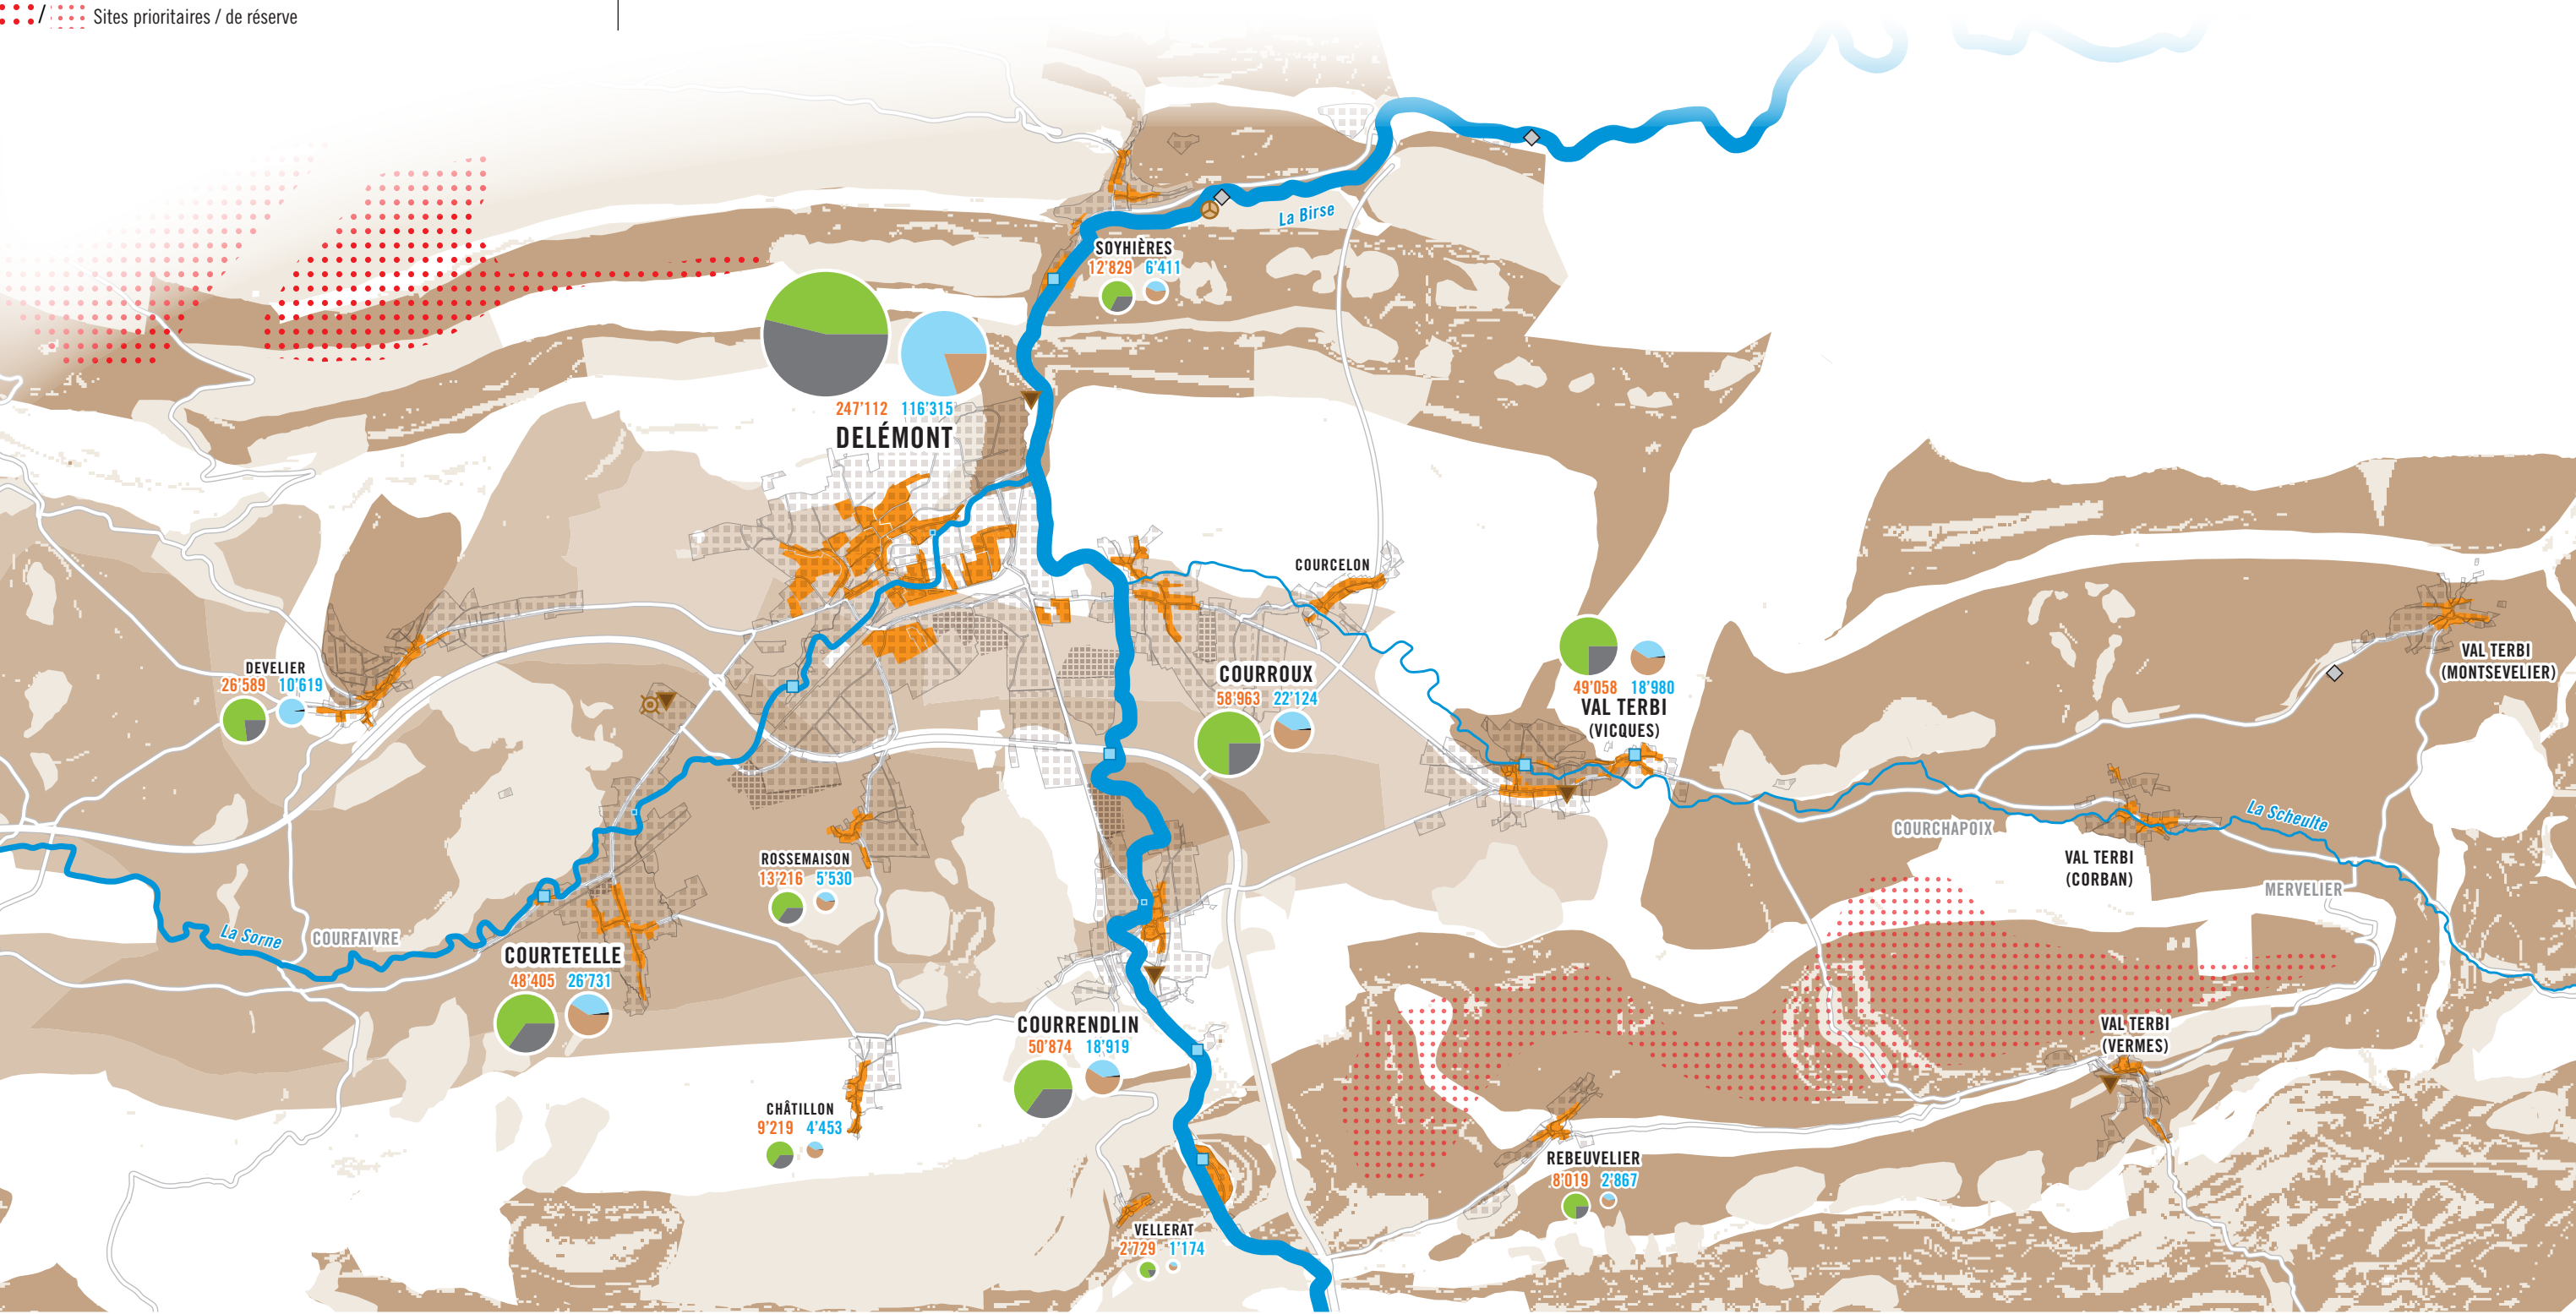 Sites prioritaires / de réserve
La Birse
SOYHIÈRES
12’829 6’411
247’112 116’315
DELÉMONT
COURCELON
DEVELIER
26’589 10’619
COURROUX
58’963 22’124
49’058 18’980
VAL TERBI
(VICQUES)
VAL TERBI
(MONTSEVELIER)
La Scheulte
COURCHAPOIX
VAL TERBI
(CORBAN)
MERVELIER
ROSSEMAISON
13’216 5’530
La Sorne
COURFAIVRE
COURTETELLE
48’405 26’731
COURRENDLIN
50’874 18’919
VAL TERBI
(VERMES)
CHÂTILLON
9’219 4’453
REBEUVELIER
8’019 2’867
VELLERAT
2’729 1’174